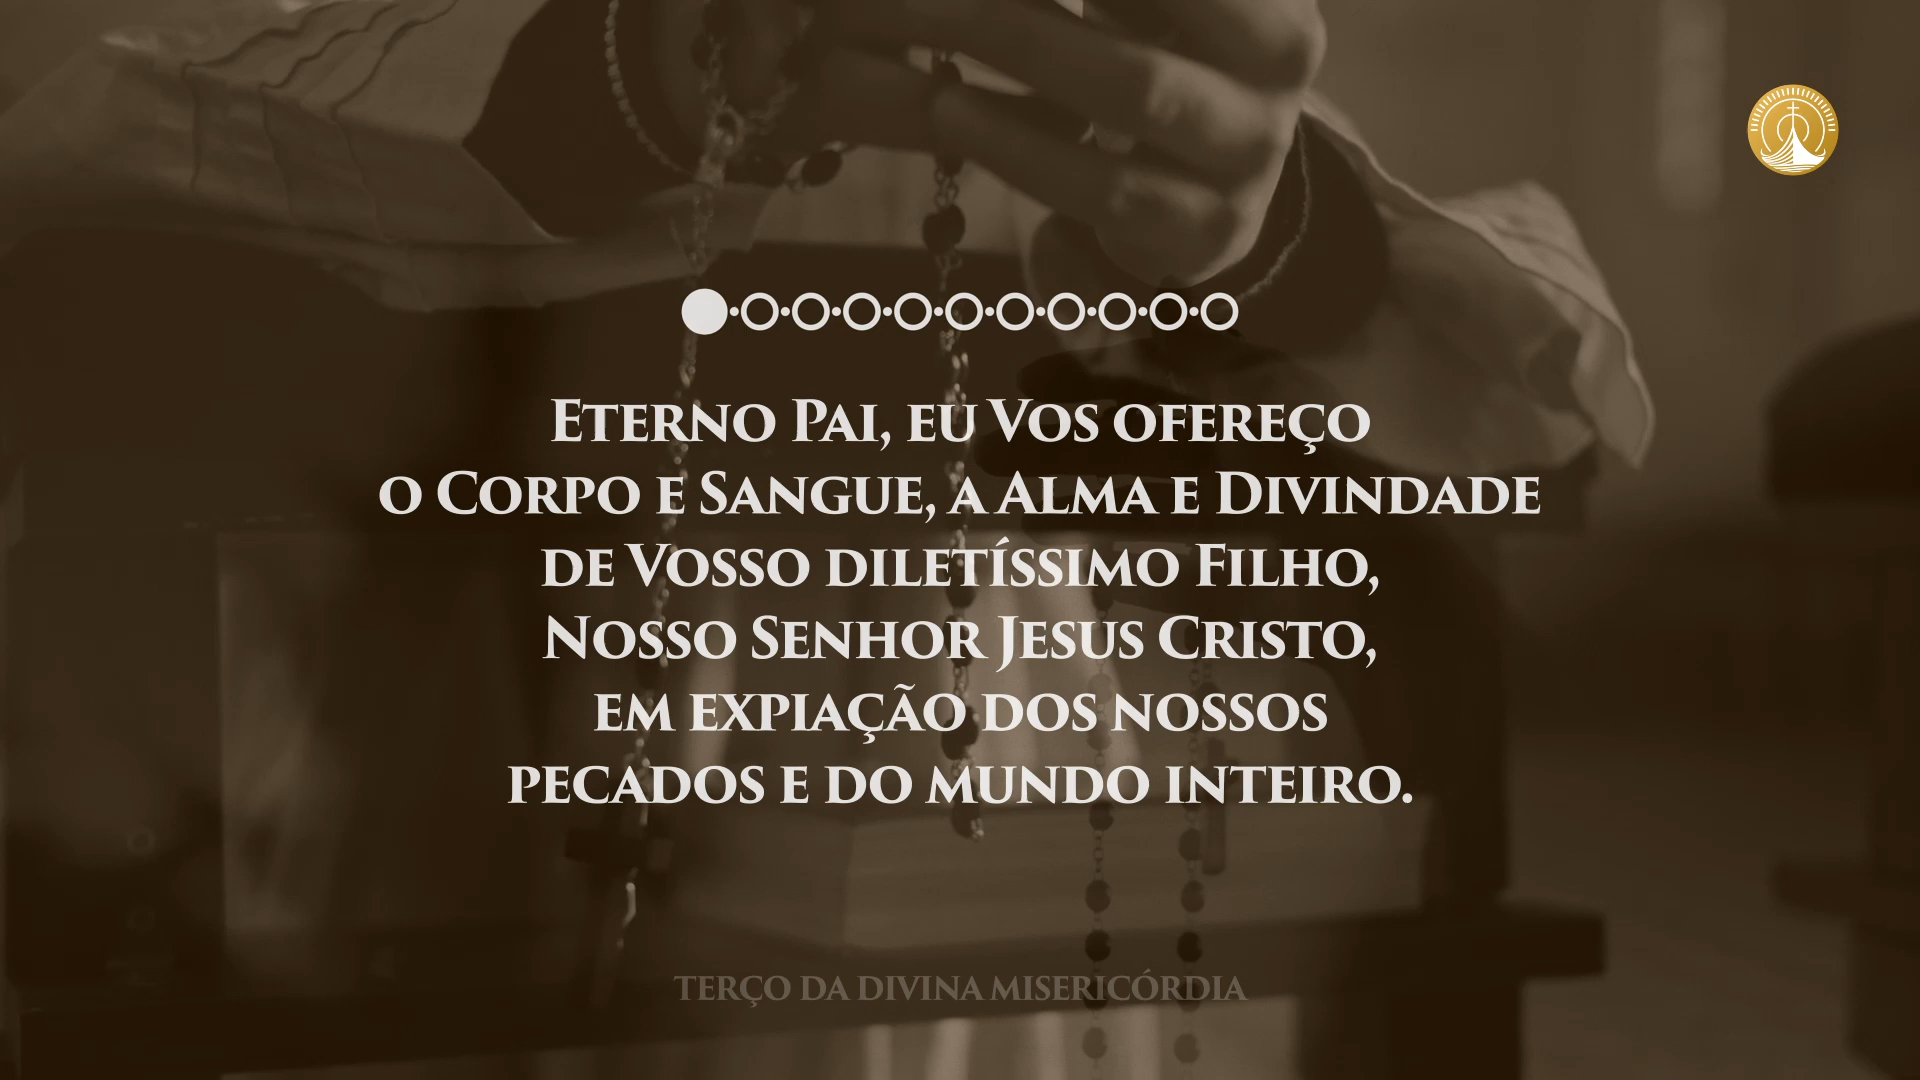 Eterno Pai, eu Vos ofereço
o Corpo e Sangue, a Alma e Divindade
de Vosso diletíssimo Filho,
Nosso Senhor Jesus Cristo,
em expiação dos nossos
pecados e do mundo inteiro.
TERÇO DA DIVINA MISERICÓRDIA